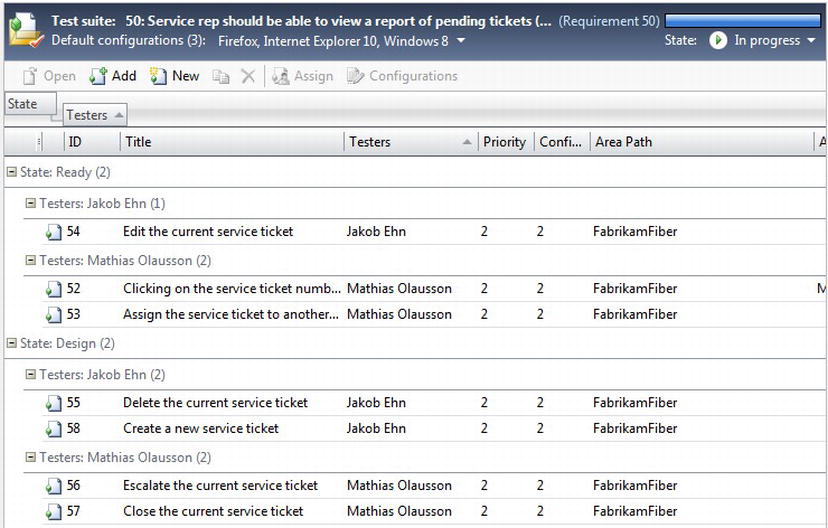 Test suite: 50: Service rep should be able to view a report of pending tickets (... (Requirement 50)
Default configurations (3): Firefox, Internet Explorer 10, Windows 8 State: In progress
Open Add New Assign Configurations
State
Testers
ID Title Testers Priority Confi... Area Path A
State: Ready (2)
Testers: Jakob Ehn (1)
54 Edit the current service ticket Jakob Ehn 2 2 FabrikamFiber
Testers: Mathias Olausson (2)
52 Clicking on the service ticket numb... Mathias Olausson 2 2 FabrikamFiber M
53 Assign the service ticket to another... Mathias Olausson 2 2 FabrikamFiber
State: Design (2)
Testers: Jakob Ehn (2)
55 Delete the current service ticket Jakob Ehn 2 2 FabrikamFiber
58 Create a new service ticket Jakob Ehn 2 2 FabrikamFiber
Testers: Mathias Olausson (2)
56 Escalate the current service ticket Mathias Olausson 2 2 FabrikamFiber
57 Close the current service ticket Mathias Olausson 2 2 FabrikamFiber